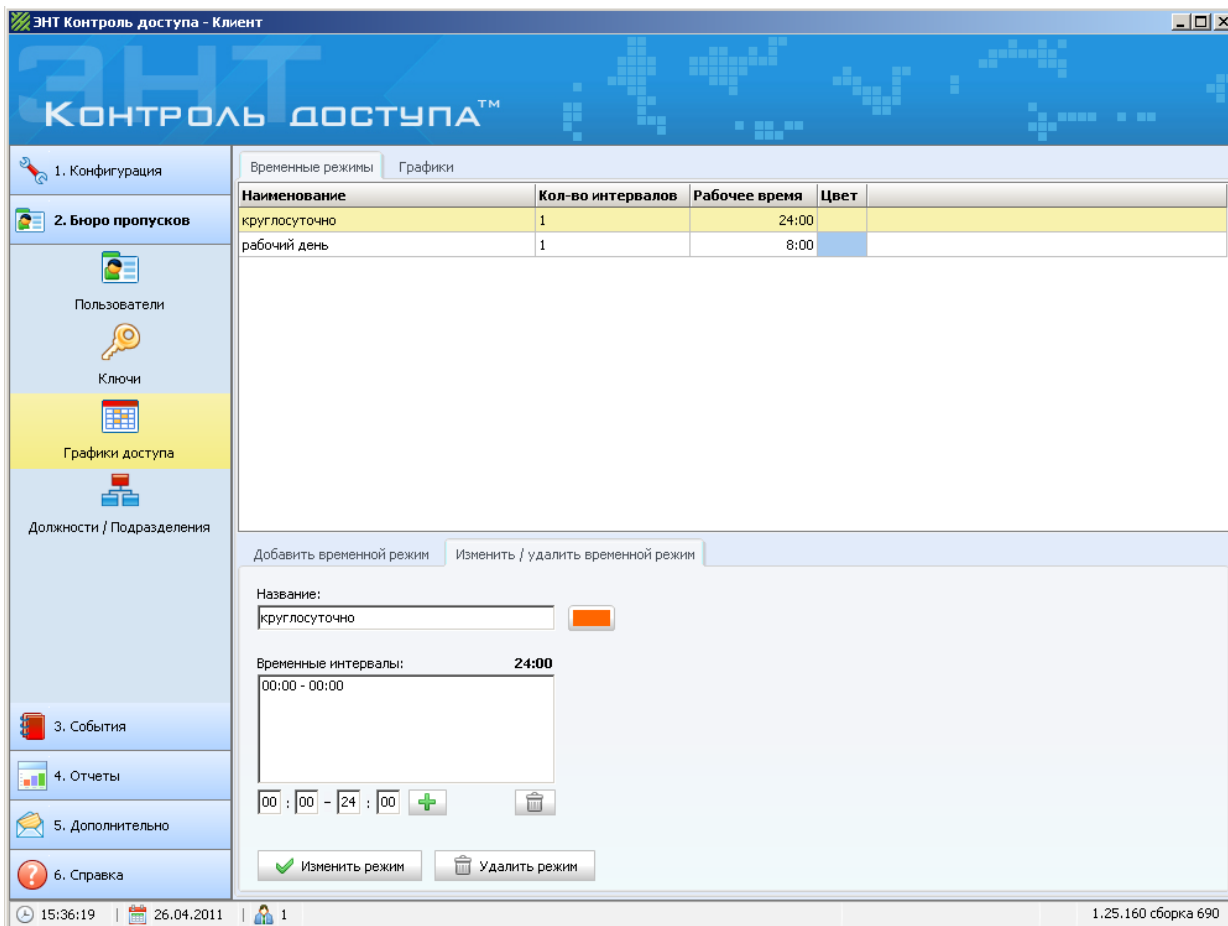 ЭНТ Контроль доступа - Клиент
ЭНТ
Контроль доступа™
1. Конфигурация
2. Бюро пропусков
Пользователи
Ключи
Графики доступа
Должности / Подразделения
3. События
4. Отчеты
5. Дополнительно
6. Справка
Временные режимы Графики
Наименование Кол-во интервалов Рабочее время Цвет
круглосуточно 1 24:00
рабочий день 1 8:00
Добавить временной режим Изменить / удалить временной режим
Название:
круглосуточно
Временные интервалы: 24:00
00:00 - 00:00
00 : 00 - 24 : 00
Изменить режим Удалить режим
15:36:19 | 26.04.2011 | 1 1.25.160 сборка 690